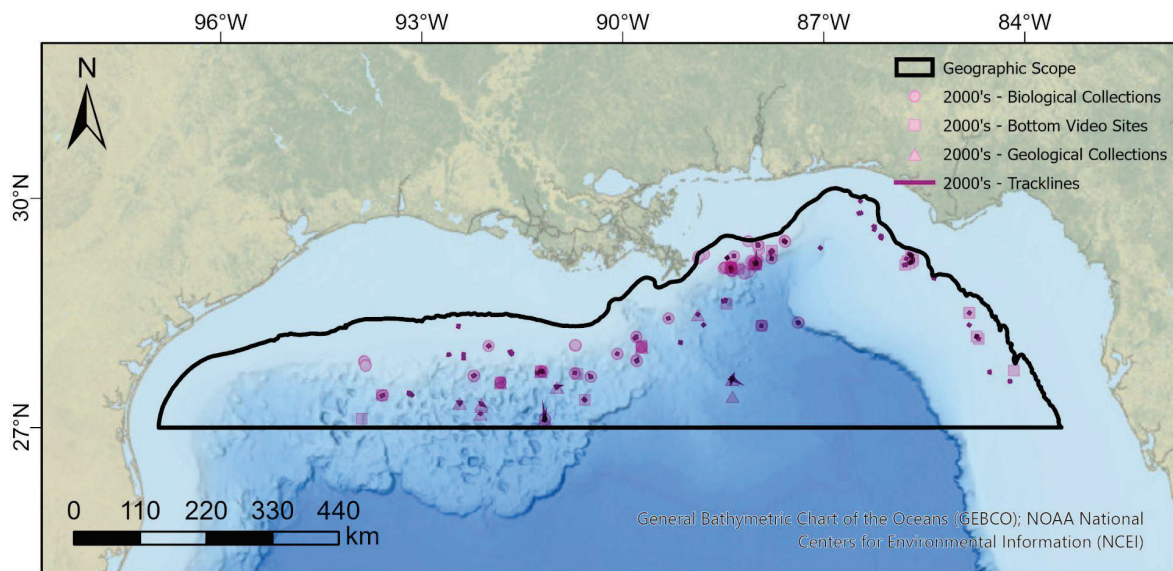 96°W 93°W 90°W 87°W 84°W
N
Geographic Scope
2000's - Biological Collections
2000's - Bottom Video Sites
2000's - Geological Collections
2000's - Tracklines
30°N
27°N
0 110 220 330 440
km
General Bathymetric Chart of the Oceans (GEBCO); NOAA National
Centers for Environmental Information (NCEI)